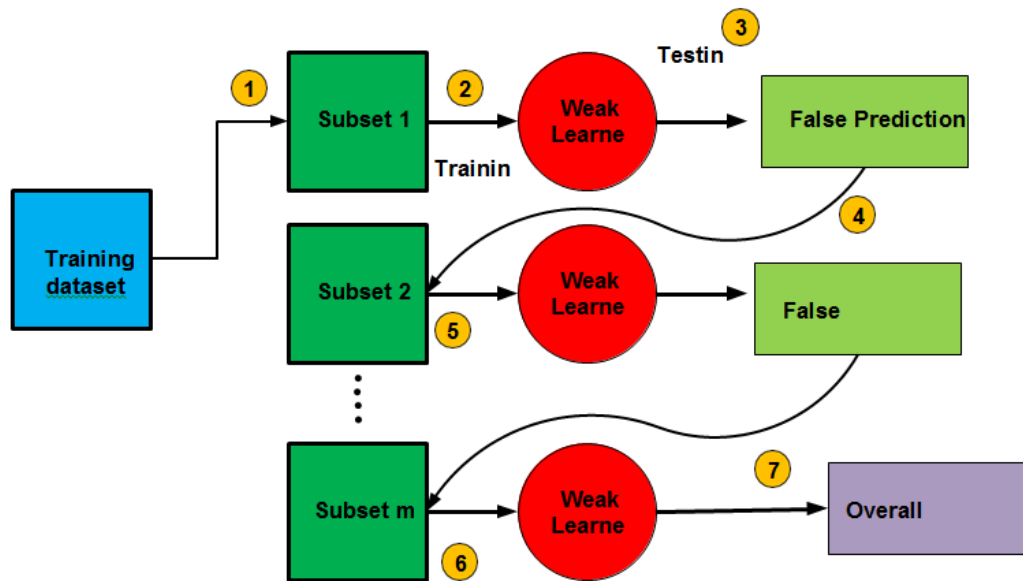 3
Testin
1
2
Subset 1
Weak
Learne
False Prediction
Trainin
4
Training
dataset
Subset 2
Weak
Learne
False
5
Subset m
Weak
Learne
7
Overall
6